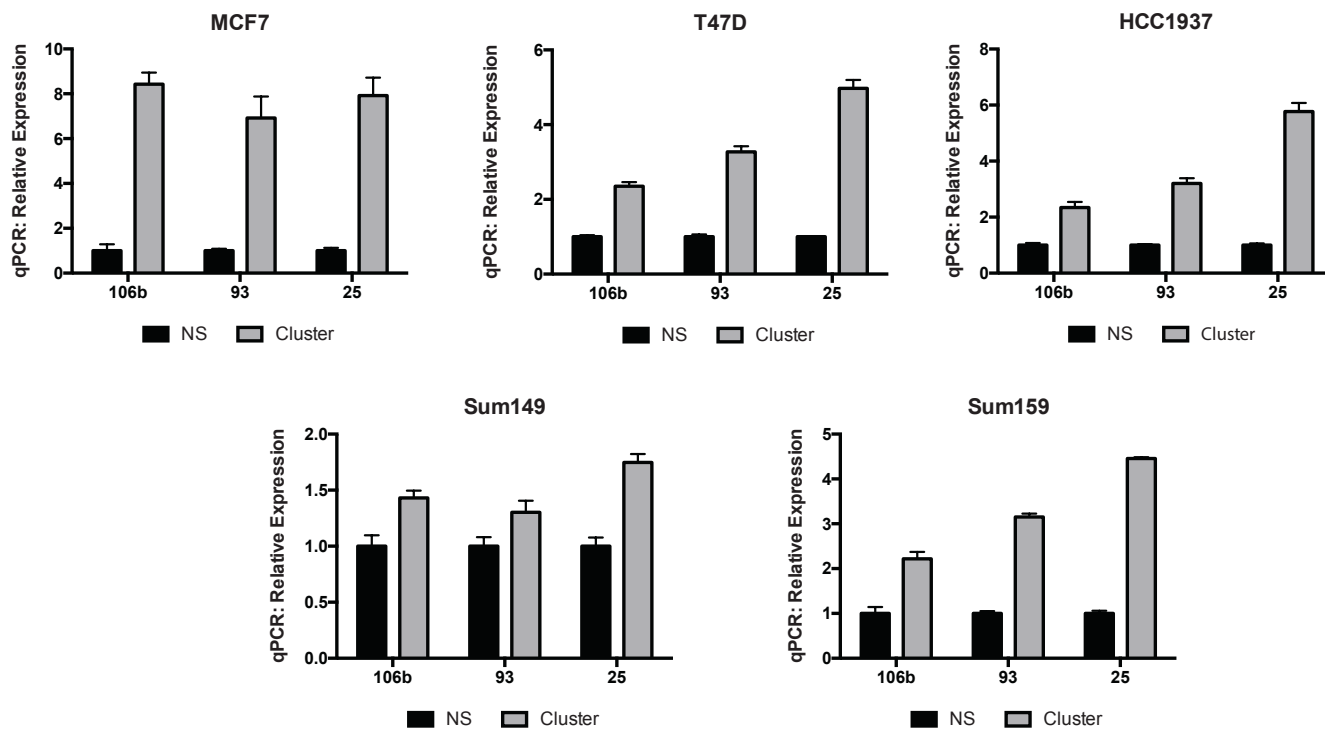 MCF7
qPCR: Relative Expression
10
8
6
4
2
0
106b 93 25
NS Cluster
T47D
qPCR: Relative Expression
6
4
2
0
106b 93 25
NS Cluster
HCC1937
qPCR: Relative Expression
8
6
4
2
0
106b 93 25
NS Cluster
Sum149
qPCR: Relative Expression
2.0
1.5
1.0
0.5
0.0
106b 93 25
NS Cluster
Sum159
qPCR: Relative Expression
5
4
3
2
1
0
106b 93 25
NS Cluster